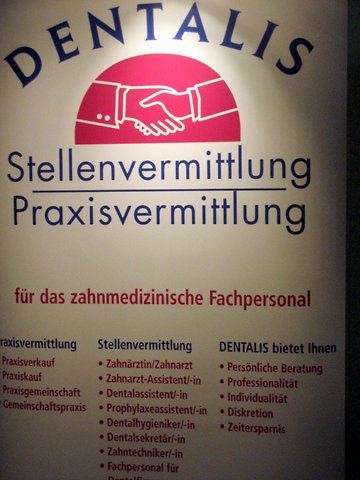 DENTALIS
Stellenvermittlung
Praxisvermittlung
für das zahnmedizinische Fachpersonal
raxisvermittlung
Praxisverkauf
Praxiskauf
Praxisgemeinschaft
Gemeinschaftspraxis
Stellenvermittlung
• Zahnärztin/Zahnarzt
• Zahnarzt-Assistent/-in
• Dentalassistent/-in
• Prophylaxeassistent/-in
• Dentalhygieniker/-in
• Dentalsekretär/-in
• Zahntechniker/-in
• Fachpersonal für
DENTALIS bietet Ihnen
• Persönliche Beratung
• Professionalität
• Individualität
• Diskretion
• Zeitersparnis